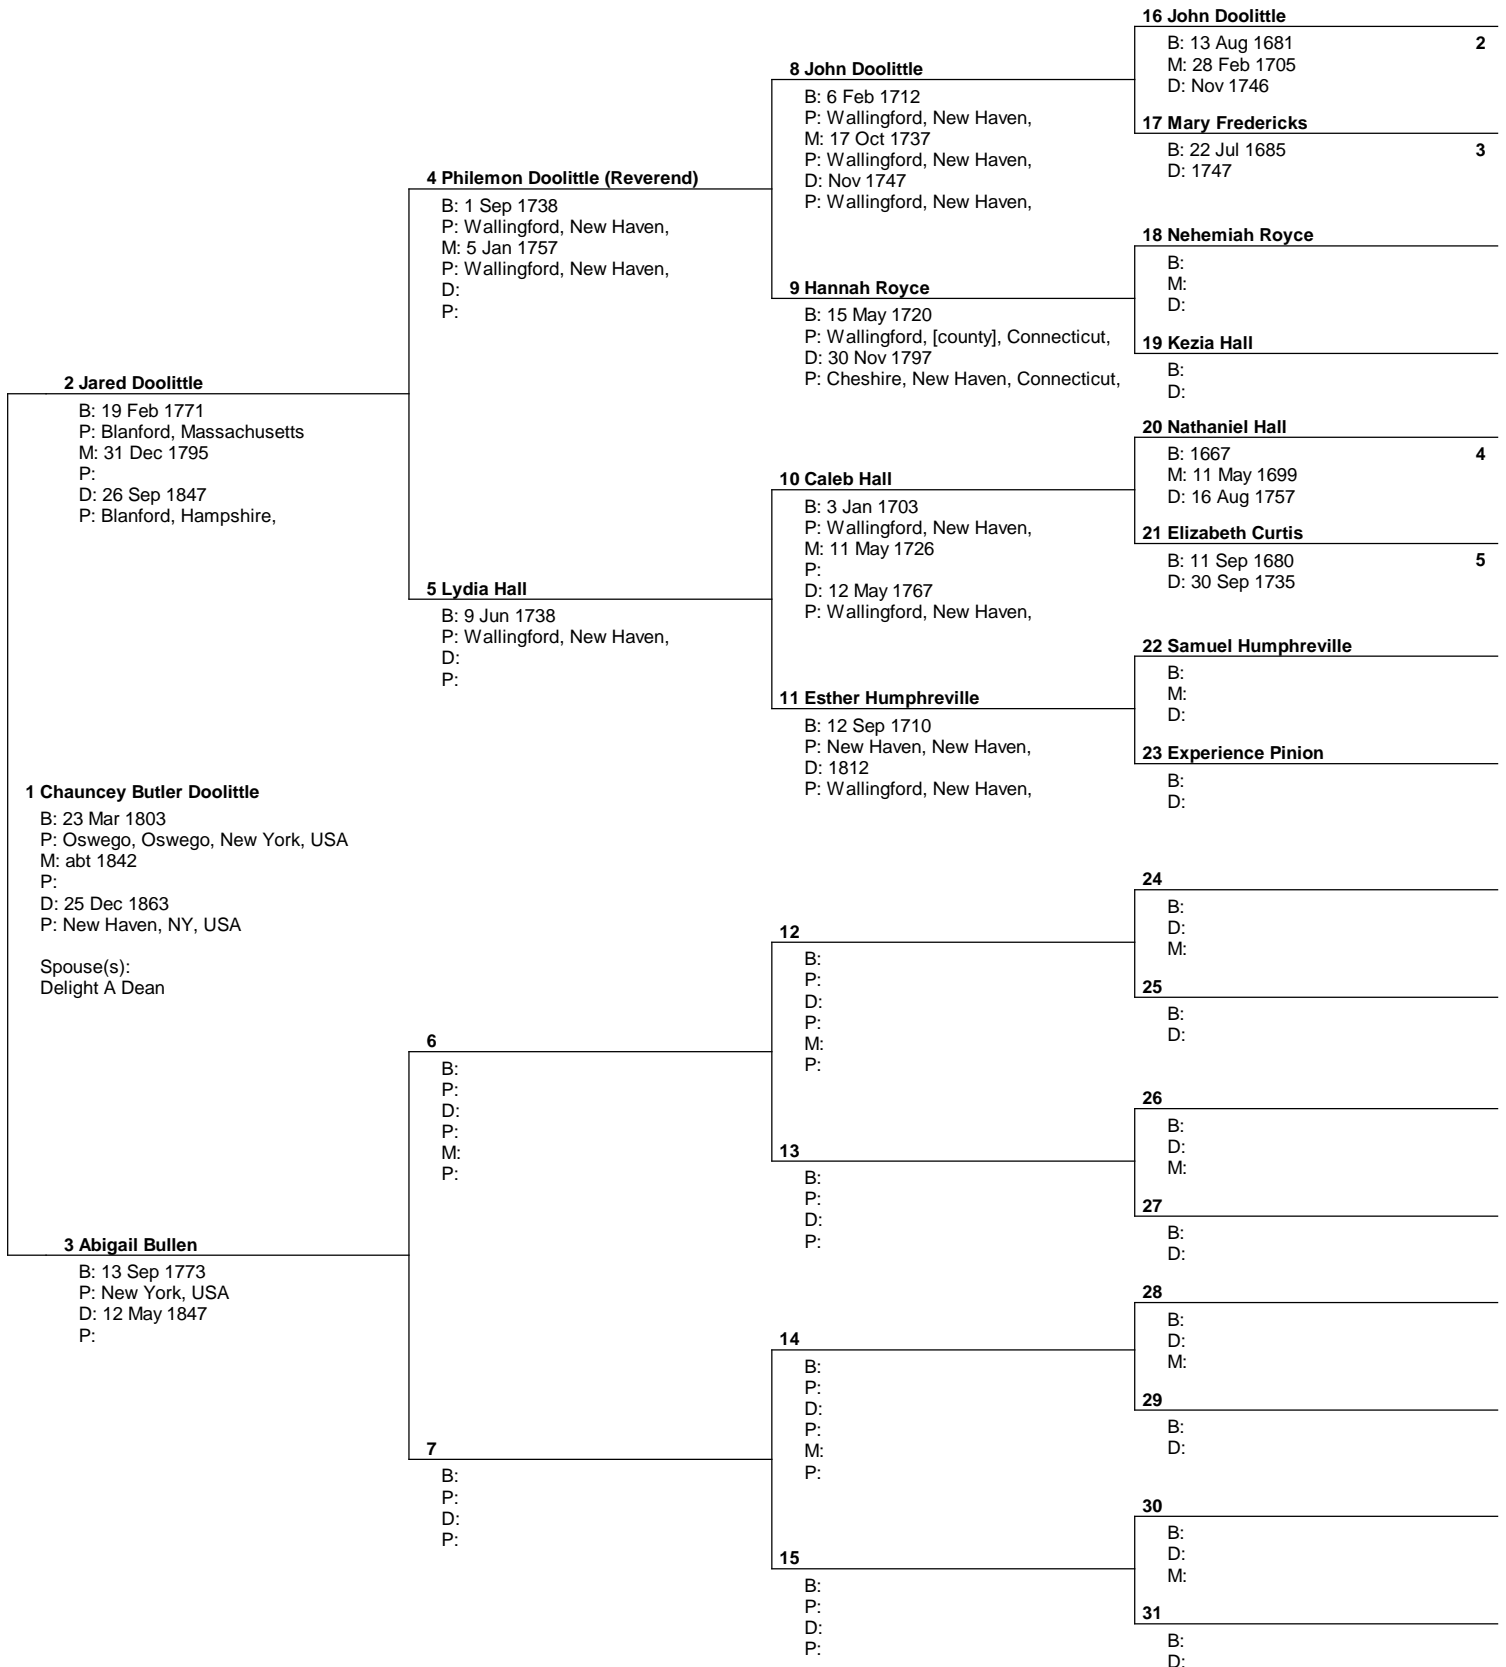 16 John Doolittle
B: 13 Aug 1681 2
M: 28 Feb 1705
D: Nov 1746
8 John Doolittle
B: 6 Feb 1712
P: Wallingford, New Haven,
M: 17 Oct 1737
P: Wallingford, New Haven,
D: Nov 1747
P: Wallingford, New Haven,
17 Mary Fredericks
B: 22 Jul 1685 3
D: 1747
4 Philemon Doolittle (Reverend)
B: 1 Sep 1738
P: Wallingford, New Haven,
M: 5 Jan 1757
P: Wallingford, New Haven,
D:
P:
18 Nehemiah Royce
B:
M:
D:
9 Hannah Royce
B: 15 May 1720
P: Wallingford, [county], Connecticut,
D: 30 Nov 1797
P: Cheshire, New Haven, Connecticut,
19 Kezia Hall
B:
D:
2 Jared Doolittle
B: 19 Feb 1771
P: Blanford, Massachusetts
M: 31 Dec 1795
P:
D: 26 Sep 1847
P: Blanford, Hampshire,
20 Nathaniel Hall
B: 1667 4
M: 11 May 1699
D: 16 Aug 1757
10 Caleb Hall
B: 3 Jan 1703
P: Wallingford, New Haven,
M: 11 May 1726
P:
D: 12 May 1767
P: Wallingford, New Haven,
21 Elizabeth Curtis
B: 11 Sep 1680 5
D: 30 Sep 1735
5 Lydia Hall
B: 9 Jun 1738
P: Wallingford, New Haven,
D:
P:
22 Samuel Humphreville
B:
M:
D:
11 Esther Humphreville
B: 12 Sep 1710
P: New Haven, New Haven,
D: 1812
P: Wallingford, New Haven,
23 Experience Pinion
B:
D:
1 Chauncey Butler Doolittle
B: 23 Mar 1803
P: Oswego, Oswego, New York, USA
M: abt 1842
P:
D: 25 Dec 1863
P: New Haven, NY, USA
Spouse(s):
Delight A Dean
24
B:
D:
M:
12
B:
P:
D:
P:
M:
P:
25
B:
D:
6
B:
P:
D:
P:
M:
P:
26
B:
D:
M:
13
B:
P:
D:
P:
27
B:
D:
3 Abigail Bullen
B: 13 Sep 1773
P: New York, USA
D: 12 May 1847
P:
28
B:
D:
M:
14
B:
P:
D:
P:
M:
P:
29
B:
D:
7
B:
P:
D:
P:
30
B:
D:
M:
15
B:
P:
D:
P:
31
B:
D: